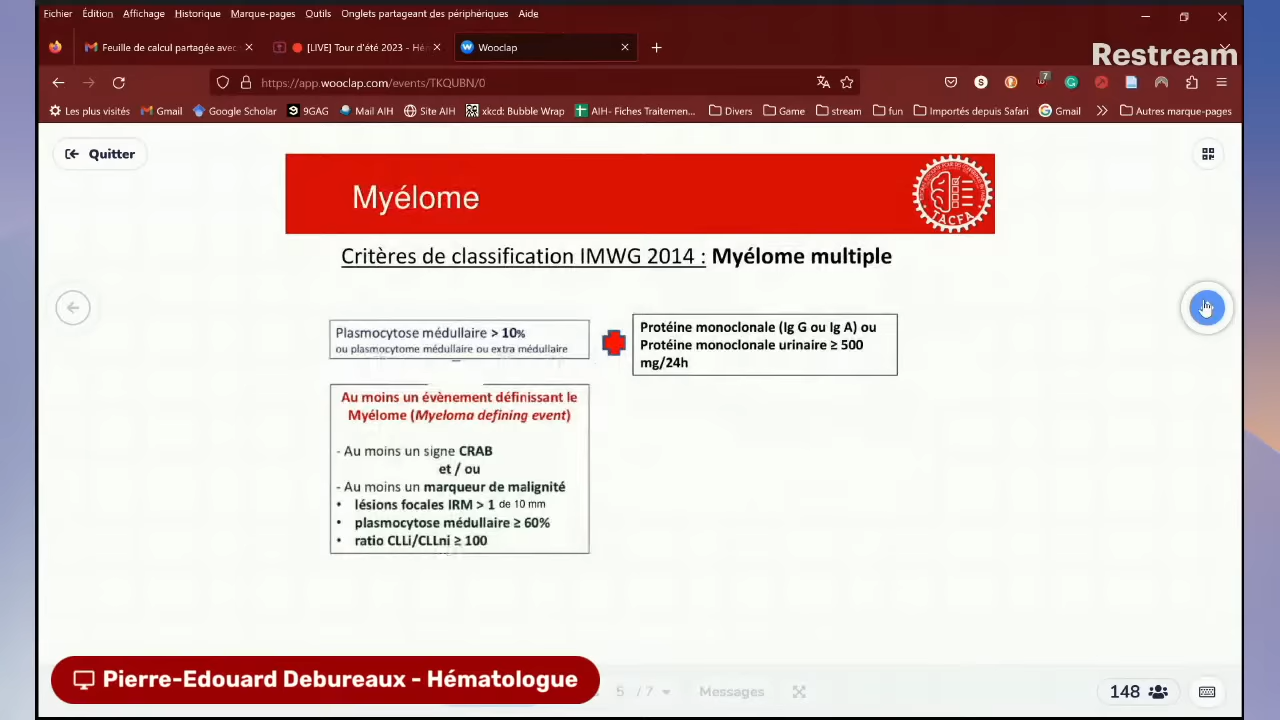 Fichier Édition Affichage Historique Marque-pages Outils Onglets partageant des périphériques Aide
Feuille de calcul partagée avec
[LIVE] Tour d'été 2023 - Hé
Wooclap
Restream
https://app.wooclap.com/events/TKQUBN/0
S
7
Les plus visités Gmail Google Scholar 9GAG Mail AIH Site AIH xkcd: Bubble Wrap AIH- Fiches Traitemen... Divers Game stream fun Importés depuis Safari Gmail Autres marque-pages
Quitter
Myélome
TACFA
Critères de classification IMWG 2014 : Myélome multiple
Plasmocytose médullaire > 10%
ou plasmocytome médullaire ou extra médullaire
Protéine monoclonale (Ig G ou Ig A) ou
Protéine monoclonale urinaire ≥ 500
mg/24h
Au moins un évènement définissant le
Myélome (Myeloma defining event)
- Au moins un signe CRAB
et / ou
- Au moins un marqueur de malignité
• lésions focales IRM > 1 de 10 mm
• plasmocytose médullaire ≥ 60%
• ratio CLLi/CLLni ≥ 100
Pierre-Edouard Debureaux - Hématologue
5 / 7
Messages
148